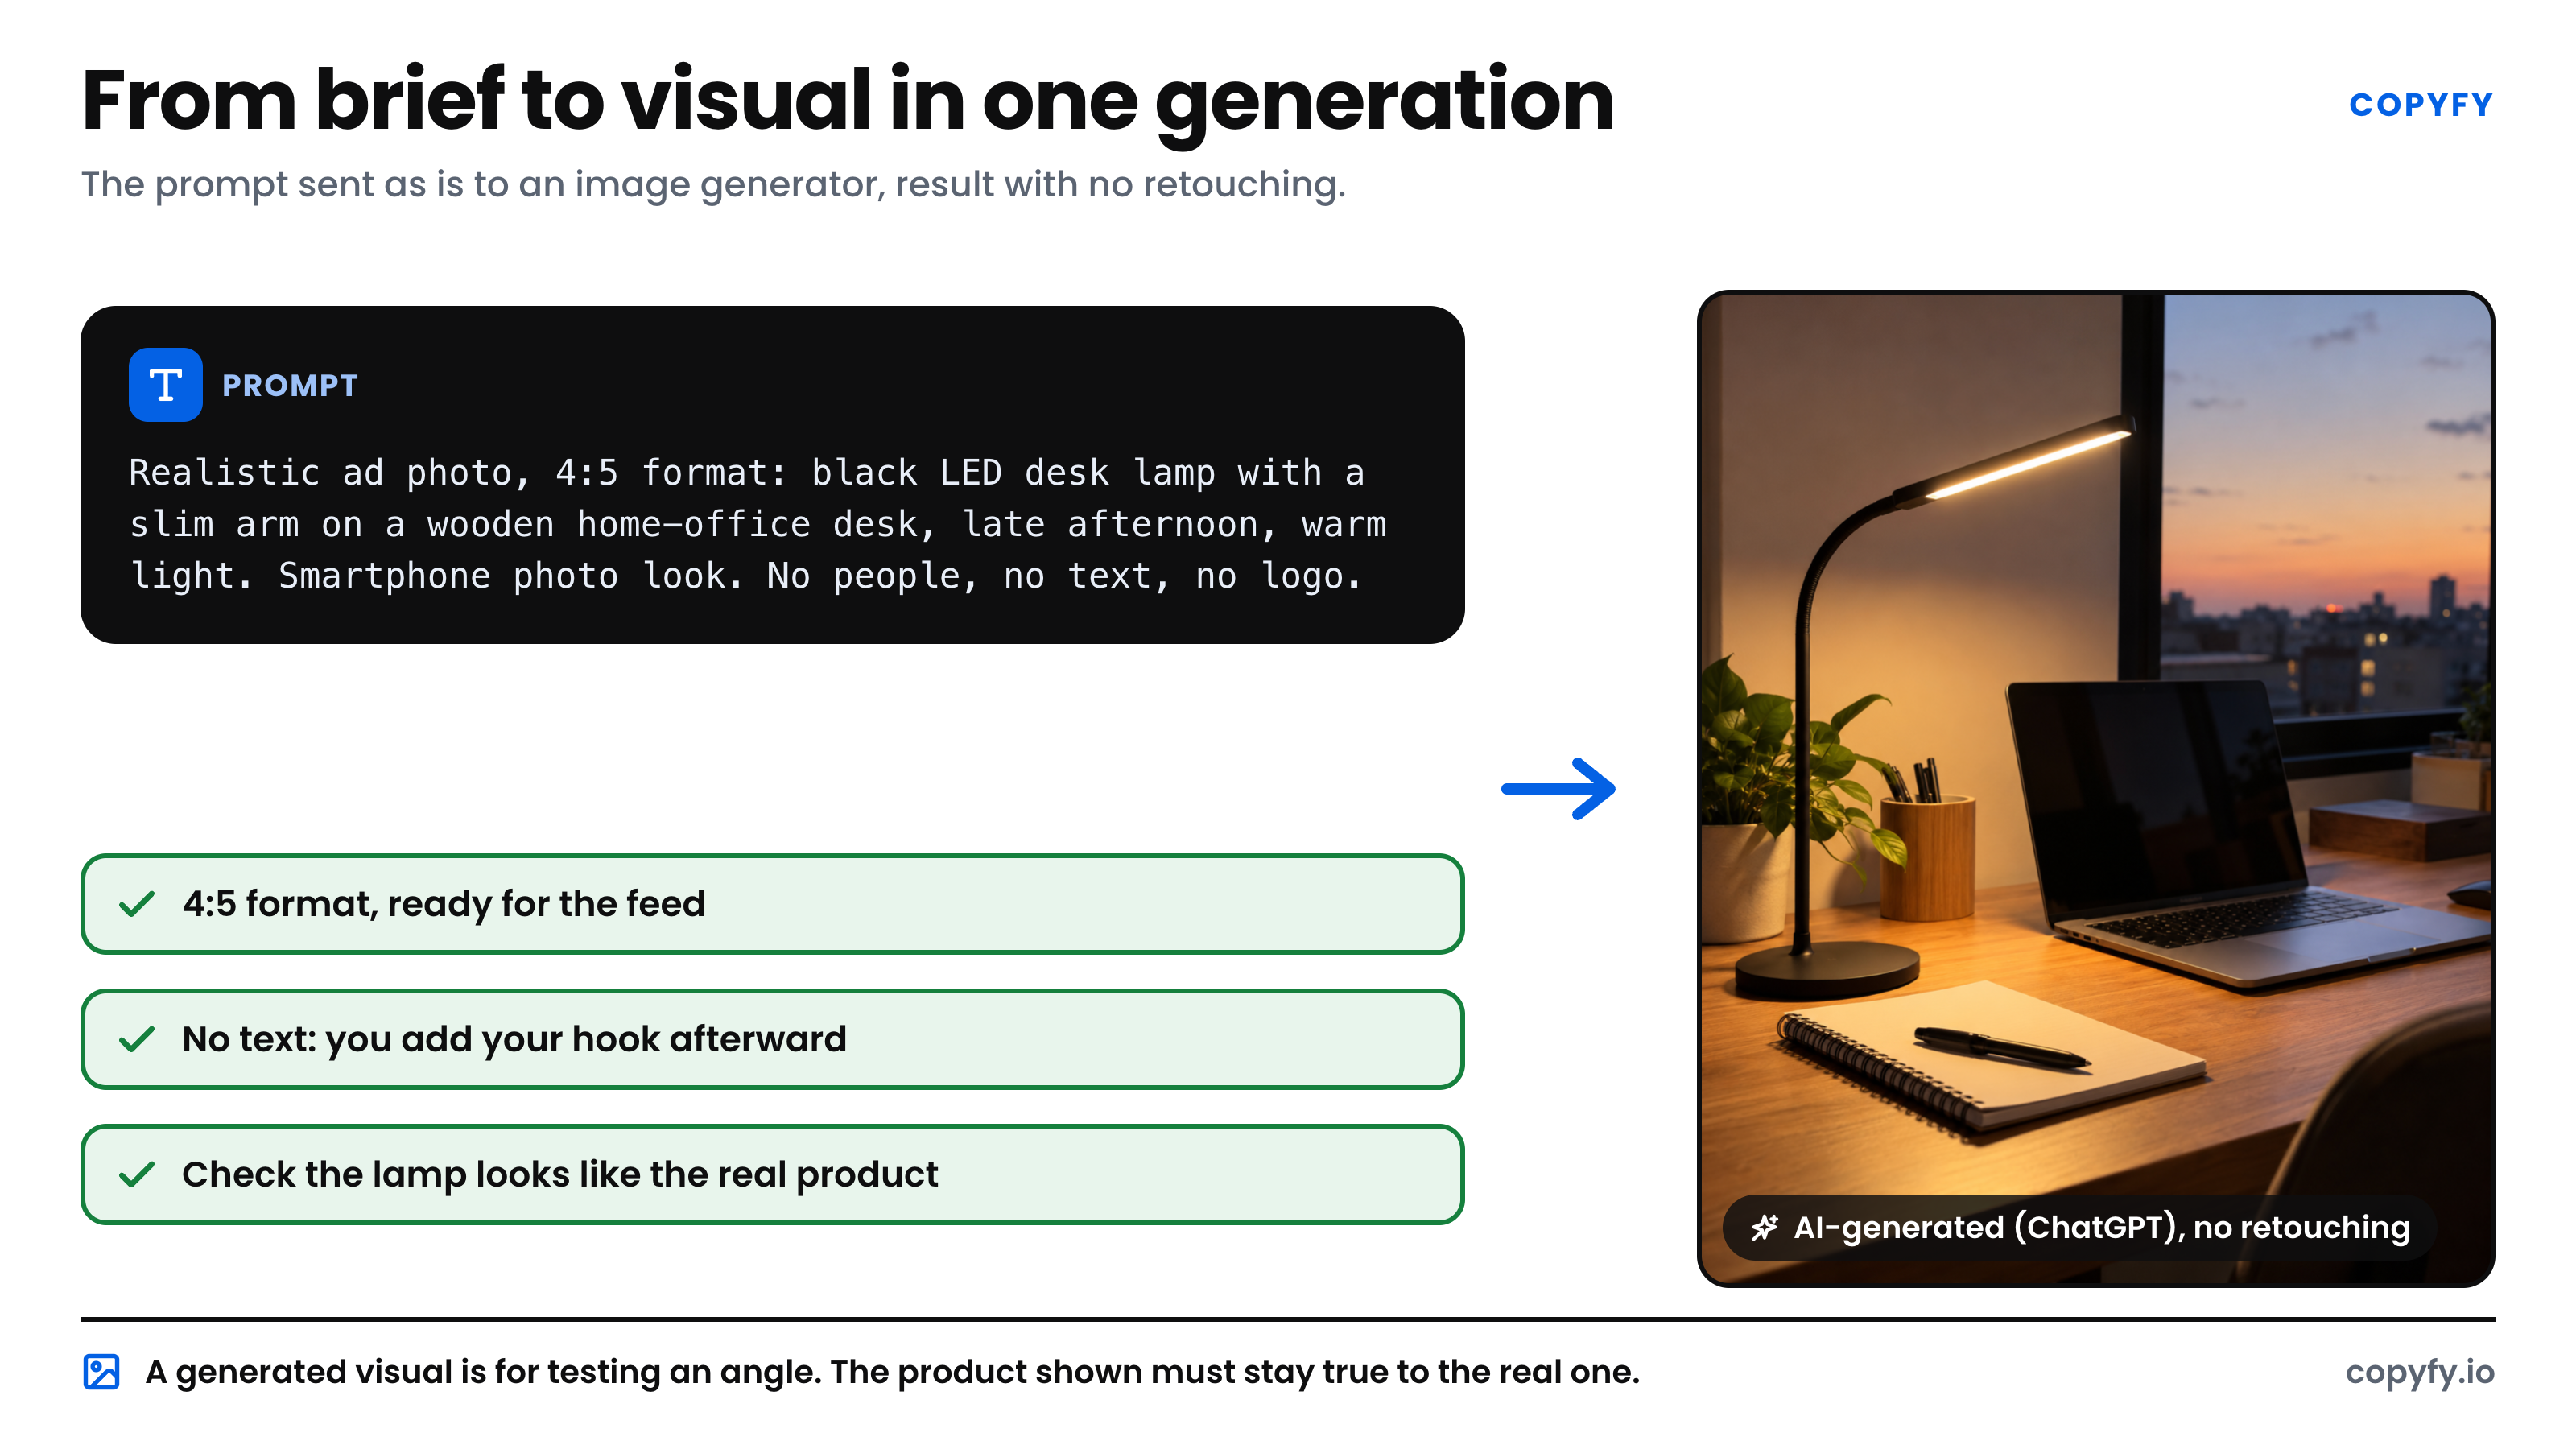 From brief to visual in one generation
COPYFY
The prompt sent as is to an image generator, result with no retouching.
T PROMPT
Realistic ad photo, 4:5 format: black LED desk lamp with a
slim arm on a wooden home-office desk, late afternoon, warm
light. Smartphone photo look. No people, no text, no logo.
4:5 format, ready for the feed
No text: you add your hook afterward
Check the lamp looks like the real product
AI-generated (ChatGPT), no retouching
A generated visual is for testing an angle. The product shown must stay true to the real one.
copyfy.io